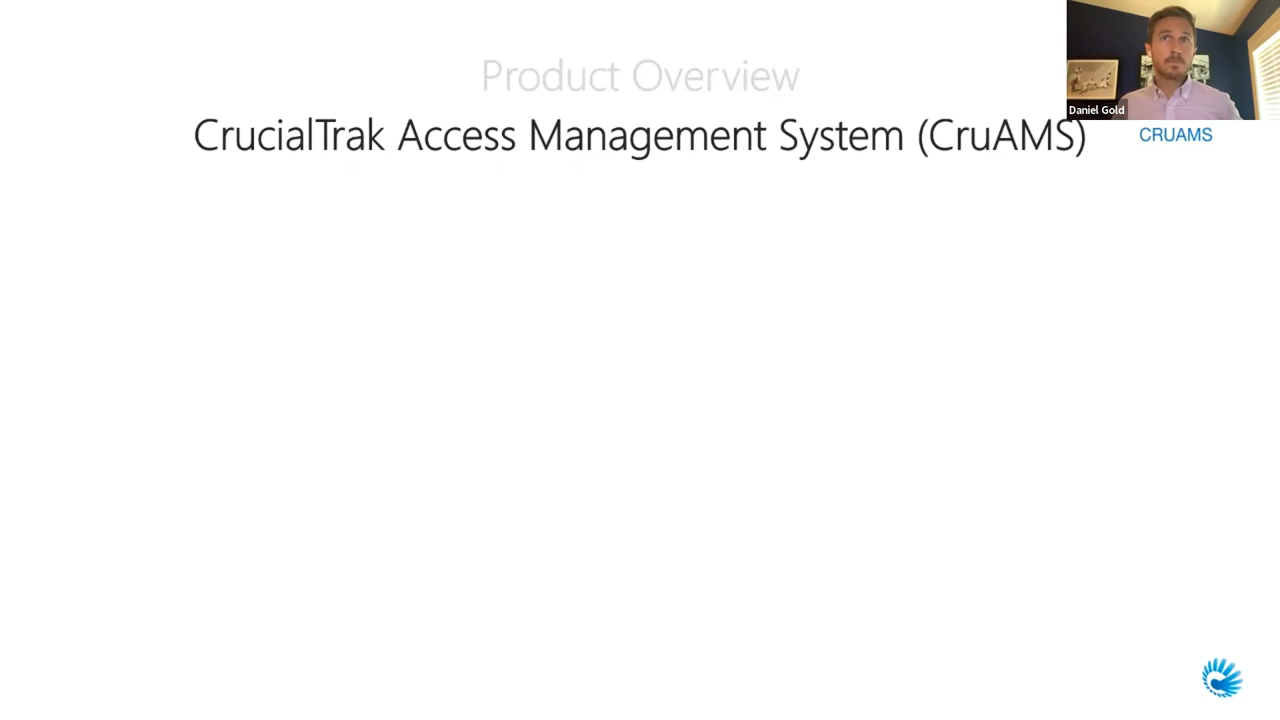 Product Overview
CrucialTrak Access Management System (CruAMS)
CRUAMS
Daniel Gold